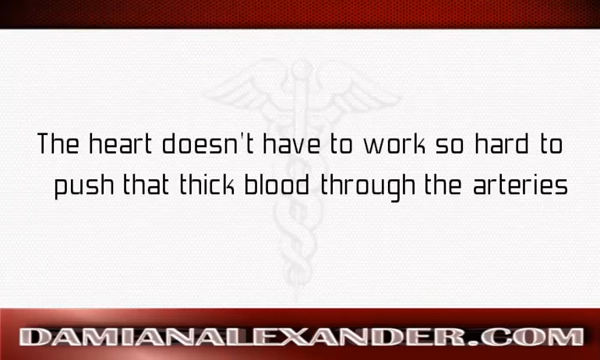 The heart doesn't have to work so hard to
push that thick blood through the arteries
DAMIANALEXANDER.COM